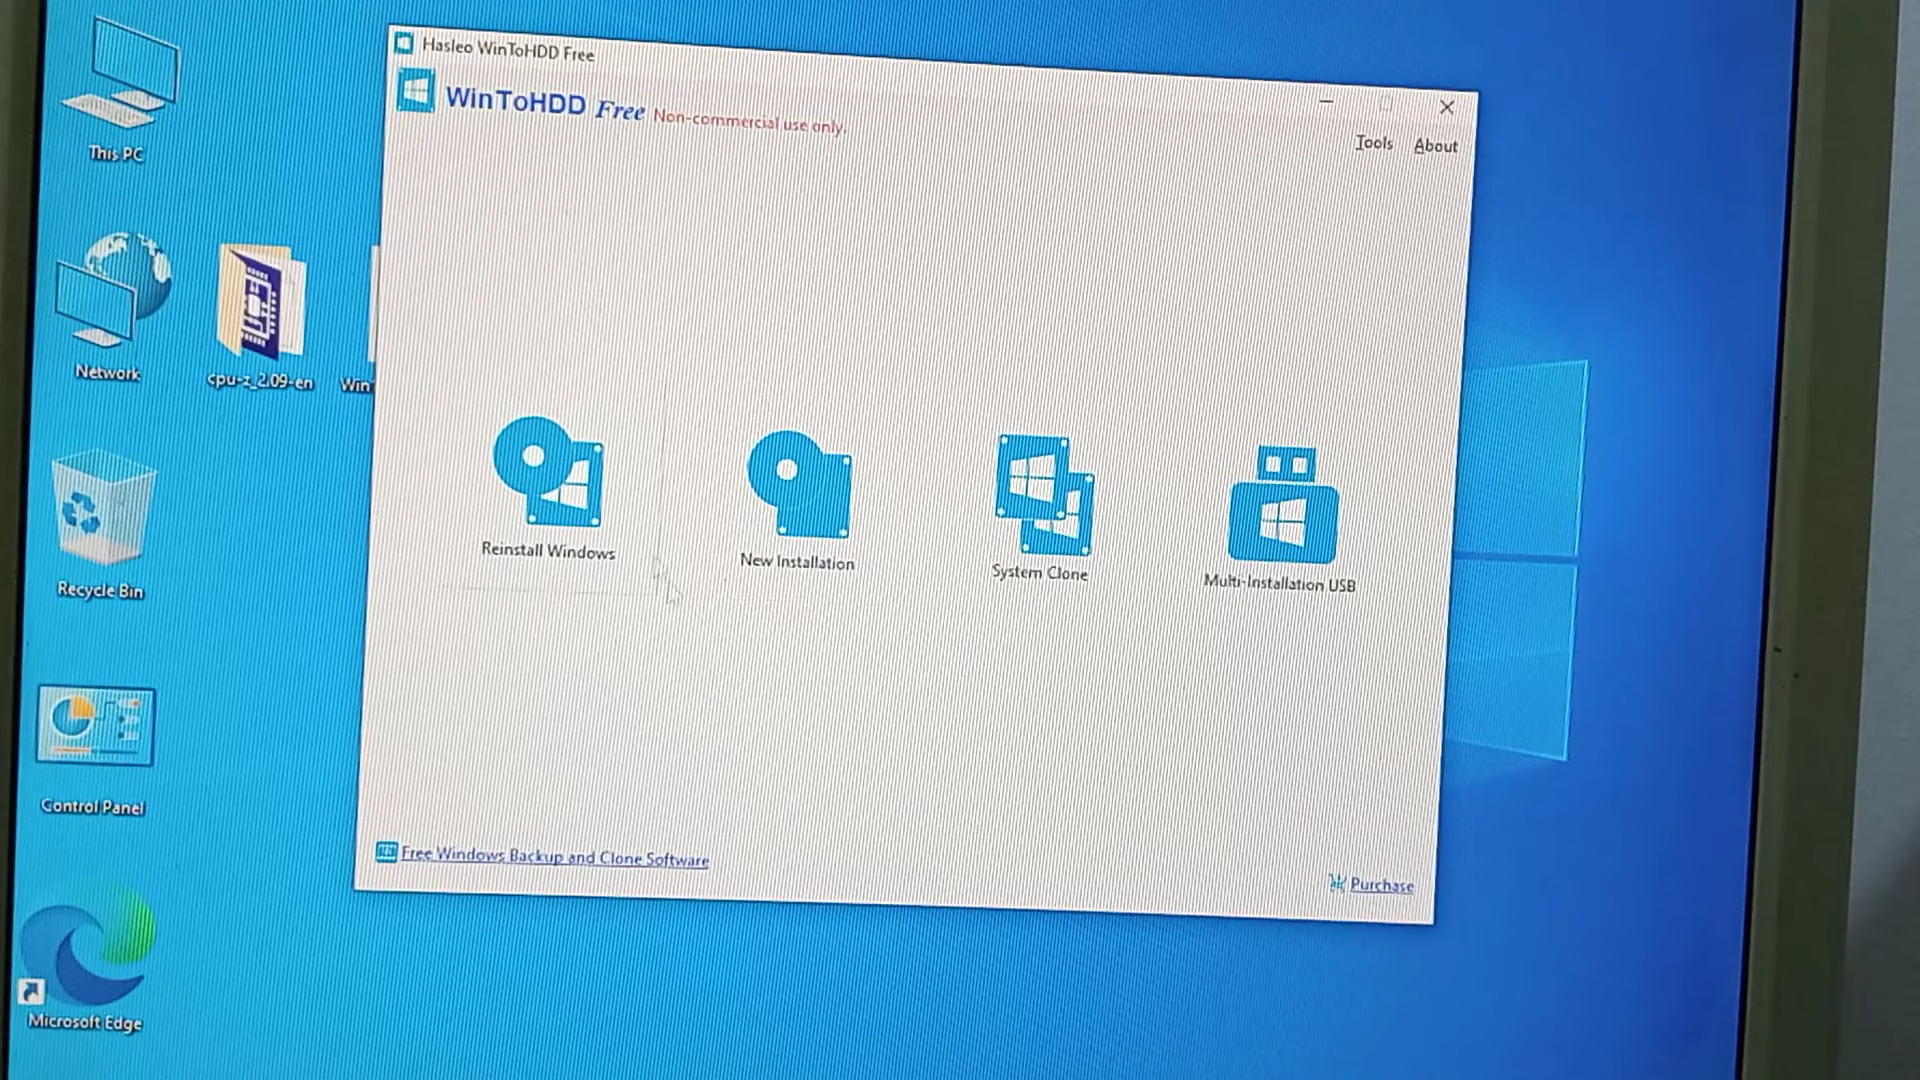 This PC
Network
cpu-z_2.09-en
Win
Recycle Bin
Control Panel
Microsoft Edge
Hasleo WinToHDD Free
WinToHDD Free Non-commercial use only.
Tools About
Reinstall Windows
New Installation
System Clone
Multi-Installation USB
Free Windows Backup and Clone Software
Purchase